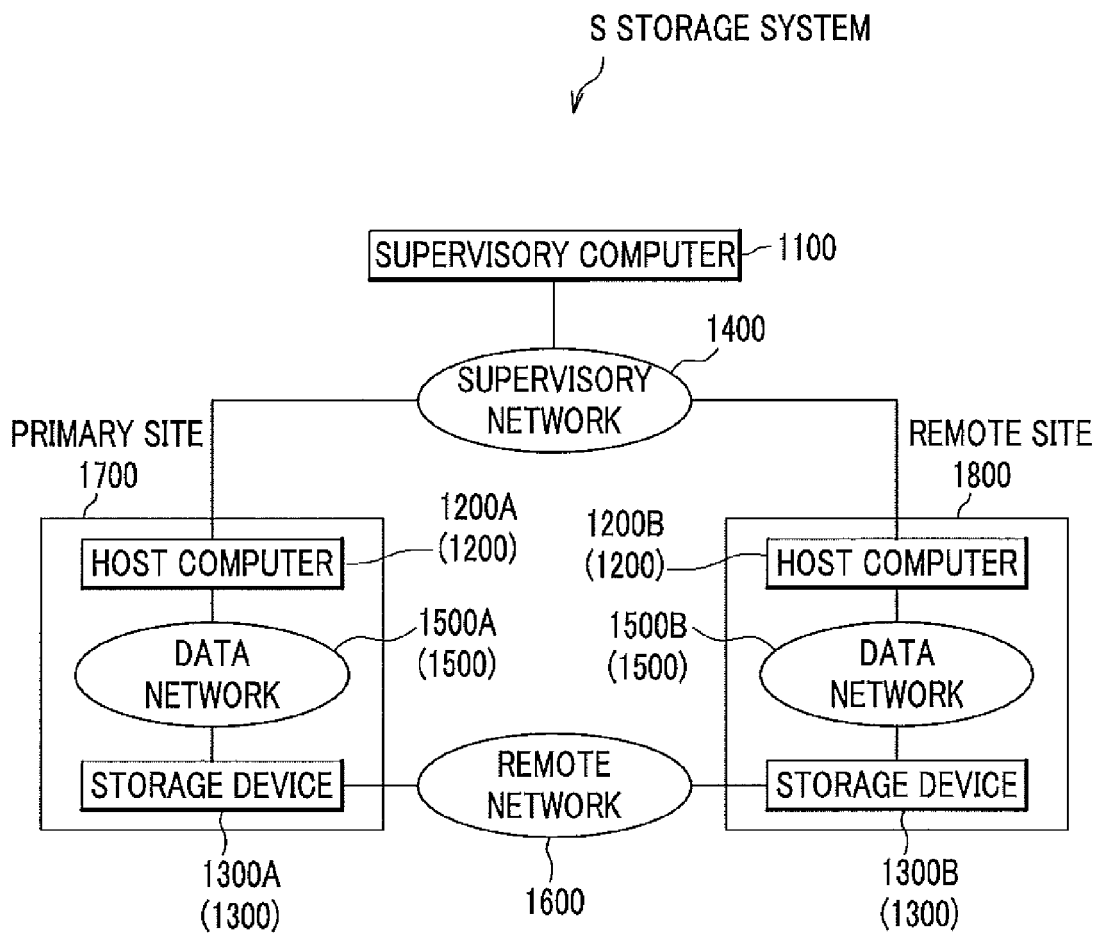 S STORAGE SYSTEM
SUPERVISORY COMPUTER
1100
1400
SUPERVISORY
NETWORK
PRIMARY SITE
1700
REMOTE SITE
1800
HOST COMPUTER
1200A
(1200)
1200B
(1200)
HOST COMPUTER
DATA
NETWORK
1500A
(1500)
1500B
(1500)
DATA
NETWORK
STORAGE DEVICE
REMOTE
NETWORK
STORAGE DEVICE
1300A
(1300)
1600
1300B
(1300)